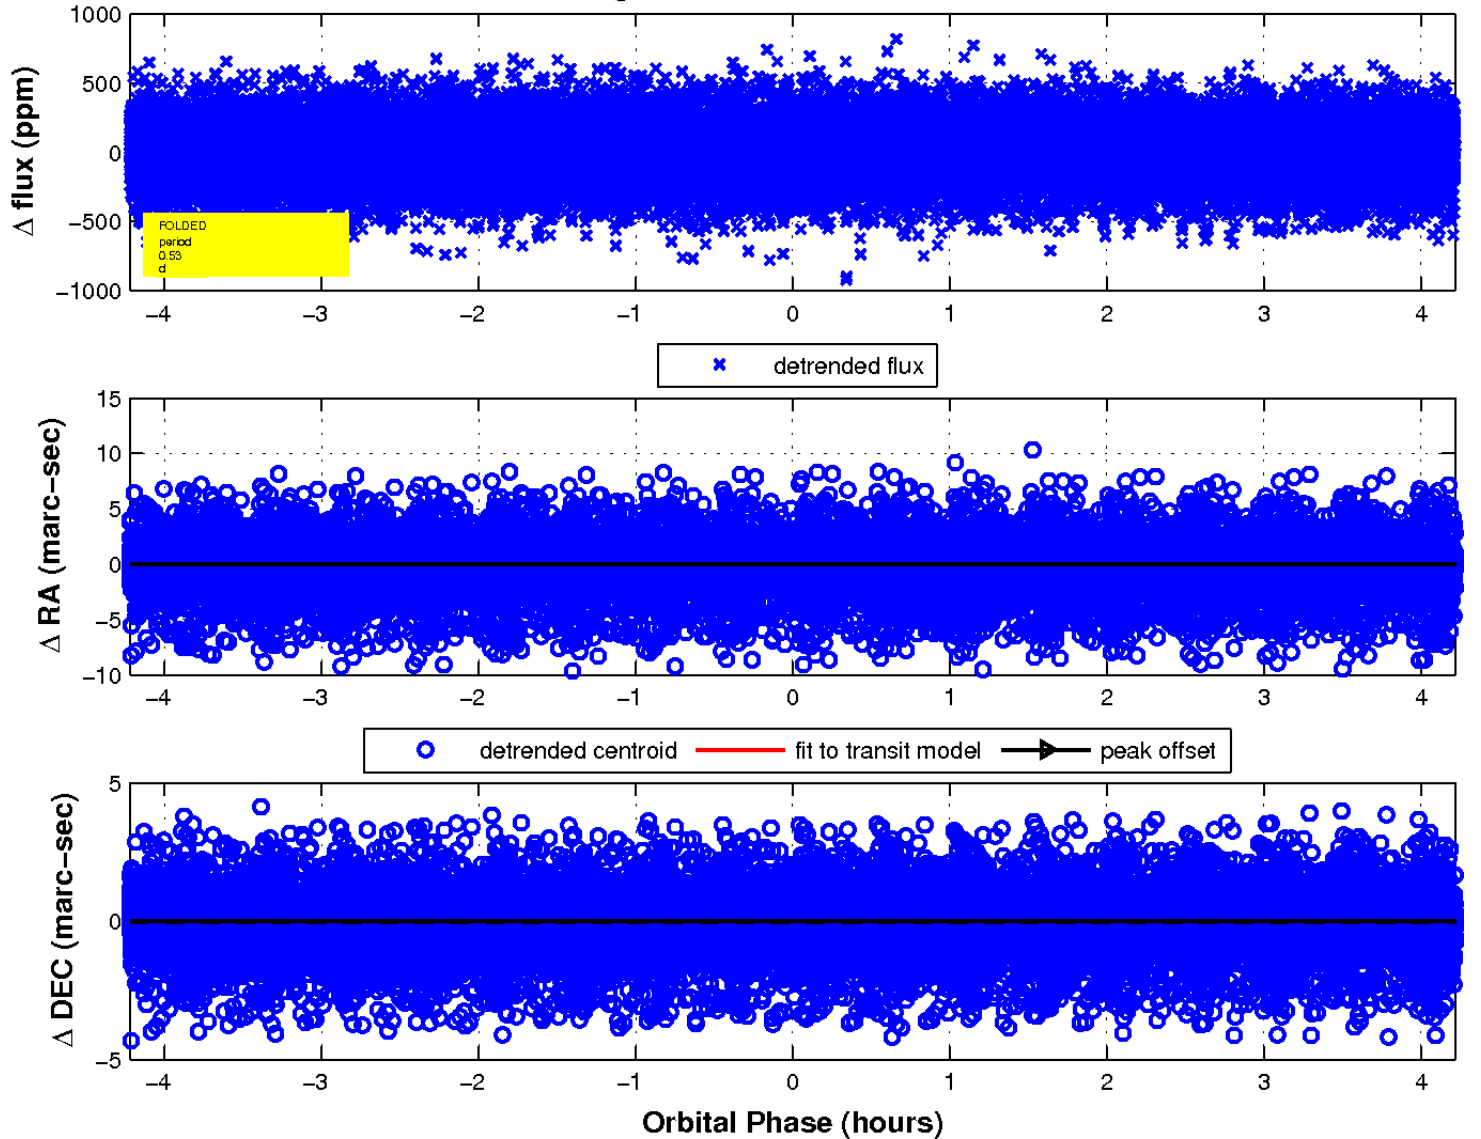 1000
500
0
−500
−1000
Δ flux (ppm)
FOLDED
period
0.53
d
−4 −3 −2 −1 0 1 2 3 4
detrended flux
15
10
5
0
−5
−10
Δ RA (marc−sec)
−4 −3 −2 −1 0 1 2 3 4
detrended centroid fit to transit model peak offset
5
0
−5
Δ DEC (marc−sec)
−4 −3 −2 −1 0 1 2 3 4
Orbital Phase (hours)